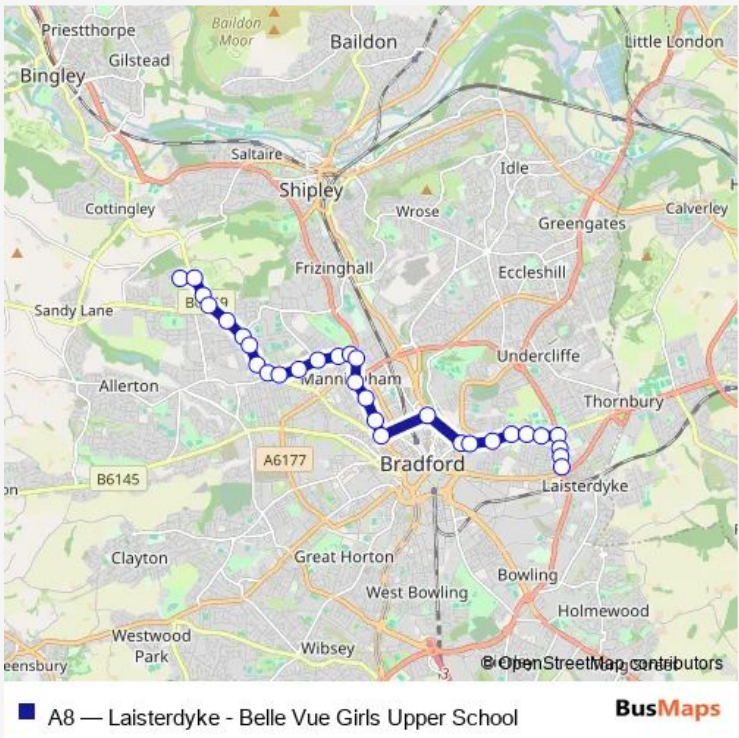 Priestthorpe
Baildon
Moor
Baildon
Little London
Gilstead
Bingley
Saltaire
Idle
Shipley
Cottingley
Wrose
Calverley
Greengates
Frizinghall
Eccleshill
Sandy Lane
Undercliffe
Allerton
Thornbury
Bradford
A6177
B6145
Laisterdyke
Clayton
Great Horton
Bowling
West Bowling
Holmewood
Westwood
Park
Wibsey
eensbury
© OpenStreetMap contributors
A8 — Laisterdyke - Belle Vue Girls Upper School
BusMaps